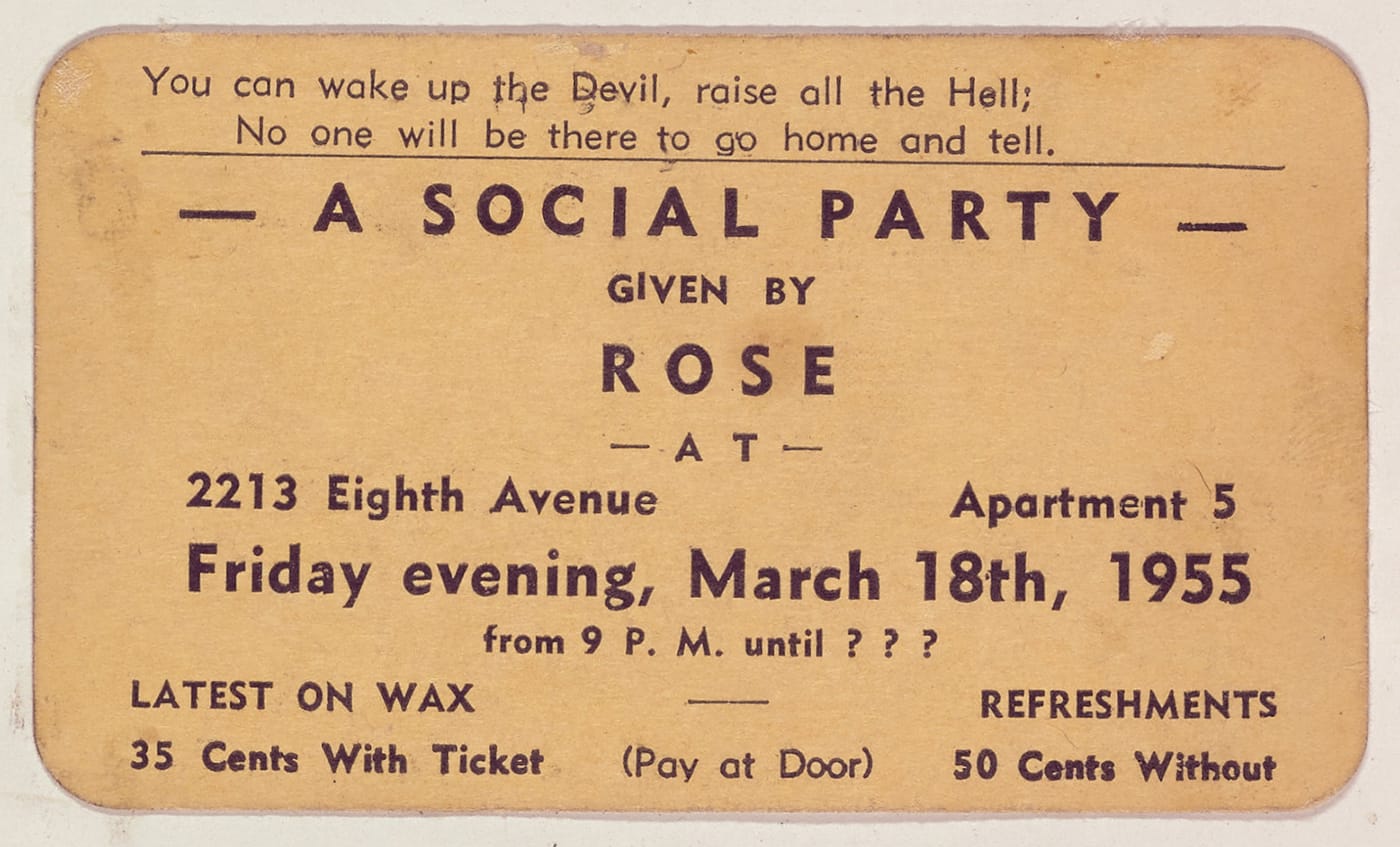 You can wake up the Devil, raise all the Hell;
No one will be there to go home and tell.
— A SOCIAL PARTY —
GIVEN BY
ROSE
— AT —
2213 Eighth Avenue Apartment 5
Friday evening, March 18th, 1955
from 9 P. M. until ? ? ?
LATEST ON WAX —— REFRESHMENTS
35 Cents With Ticket (Pay at Door) 50 Cents Without